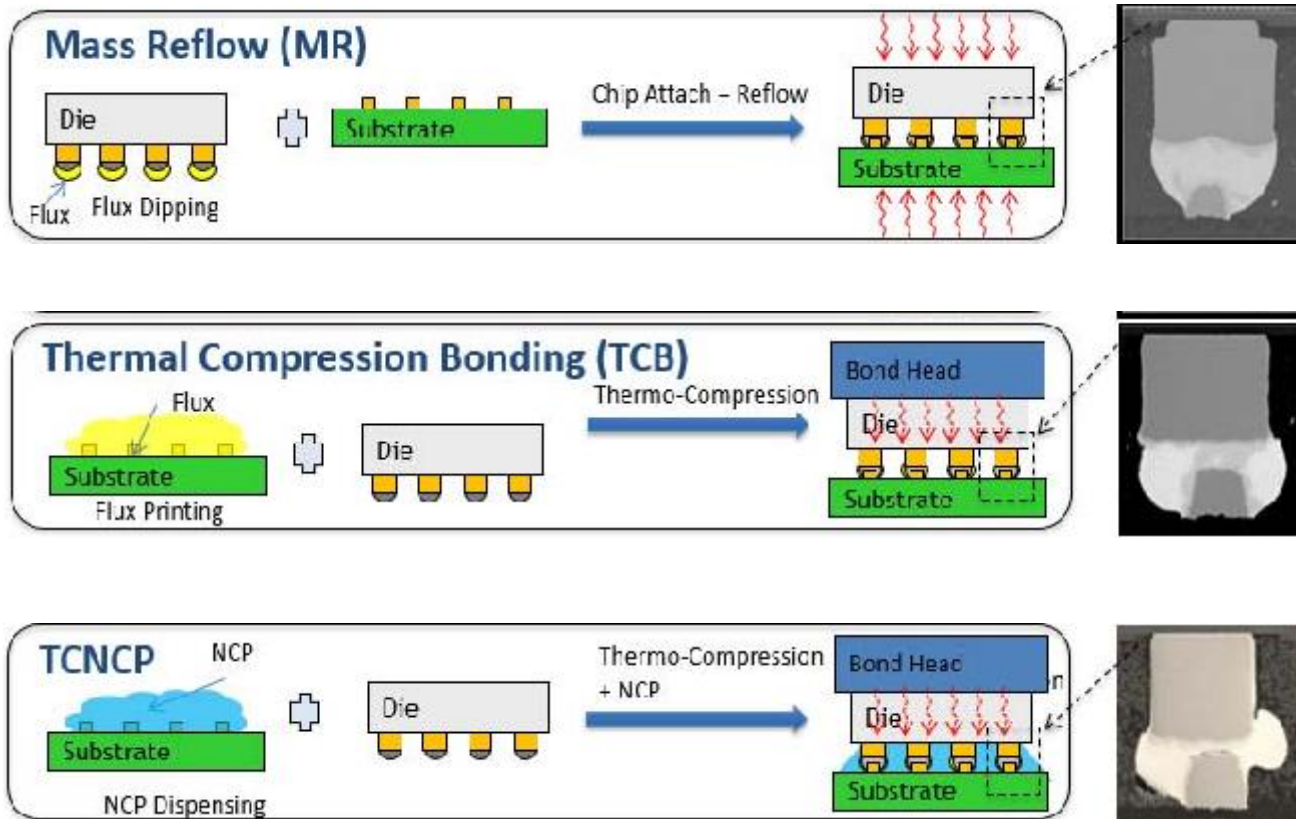 Mass Reflow (MR)
Die
Substrate
Flux
Flux Dipping
Chip Attach – Reflow
Die
Substrate
Thermal Compression Bonding (TCB)
Flux
Substrate
Flux Printing
Die
Thermo-Compression
Bond Head
Die
Substrate
TCNCP
NCP
Substrate
NCP Dispensing
Die
Thermo-Compression
+ NCP
Bond Head
on
Die
Substrate